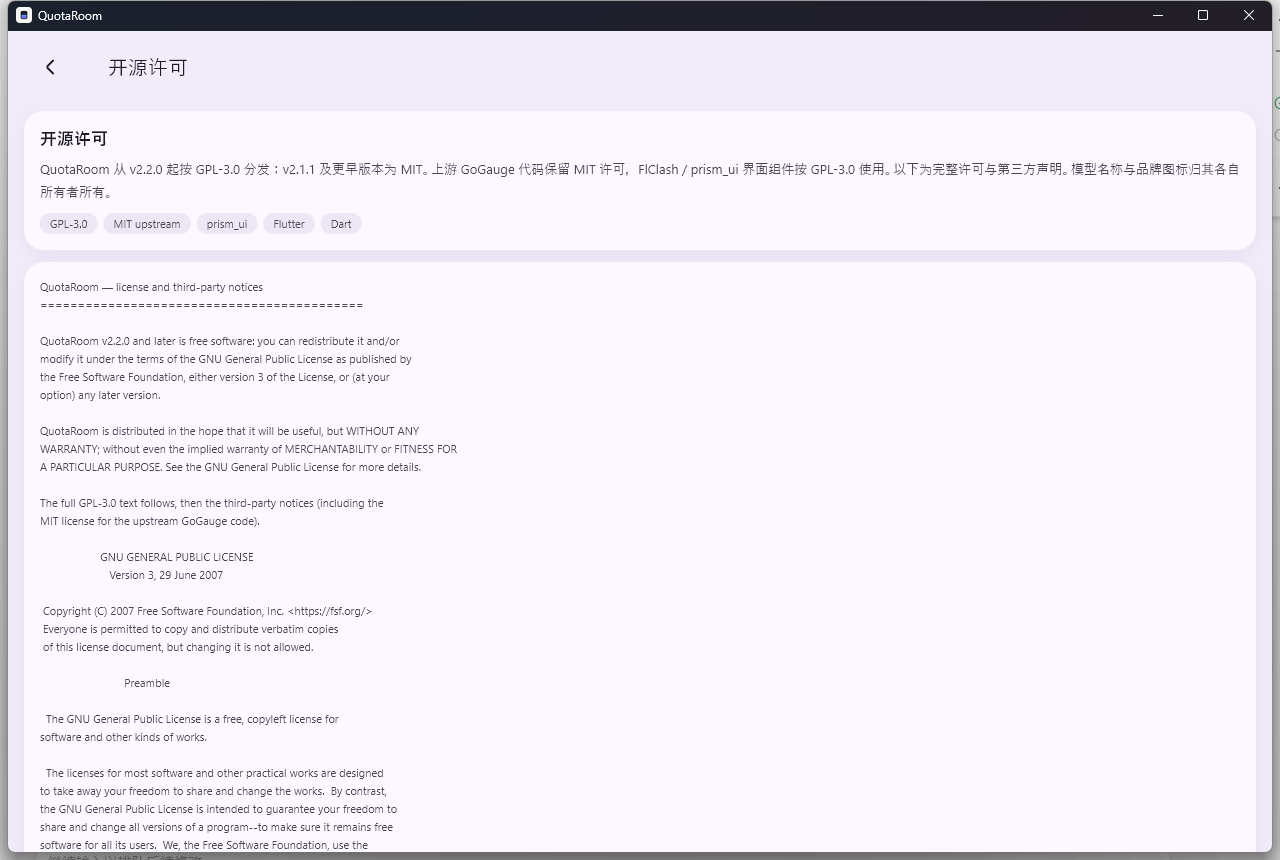 QuotaRoom
开源许可
开源许可
QuotaRoom 从 v2.2.0 起按 GPL-3.0 分发；v2.1.1 及更早版本为 MIT。上游 GoGauge 代码保留 MIT 许可，FlClash / prism_ui 界面组件按 GPL-3.0 使用。以下为完整许可与第三方声明。模型名称与品牌图标归其各自
所有者所有。
GPL-3.0 MIT upstream prism_ui Flutter Dart
QuotaRoom — license and third-party notices
===========================================
QuotaRoom v2.2.0 and later is free software: you can redistribute it and/or
modify it under the terms of the GNU General Public License as published by
the Free Software Foundation, either version 3 of the License, or (at your
option) any later version.
QuotaRoom is distributed in the hope that it will be useful, but WITHOUT ANY
WARRANTY; without even the implied warranty of MERCHANTABILITY or FITNESS FOR
A PARTICULAR PURPOSE. See the GNU General Public License for more details.
The full GPL-3.0 text follows, then the third-party notices (including the
MIT license for the upstream GoGauge code).
GNU GENERAL PUBLIC LICENSE
Version 3, 29 June 2007
Copyright (C) 2007 Free Software Foundation, Inc. <https://fsf.org/>
Everyone is permitted to copy and distribute verbatim copies
of this license document, but changing it is not allowed.
Preamble
The GNU General Public License is a free, copyleft license for
software and other kinds of works.
The licenses for most software and other practical works are designed
to take away your freedom to share and change the works.  By contrast,
the GNU General Public License is intended to guarantee your freedom to
share and change all versions of a program--to make sure it remains free
software for all its users.  We, the Free Software Foundation, use the